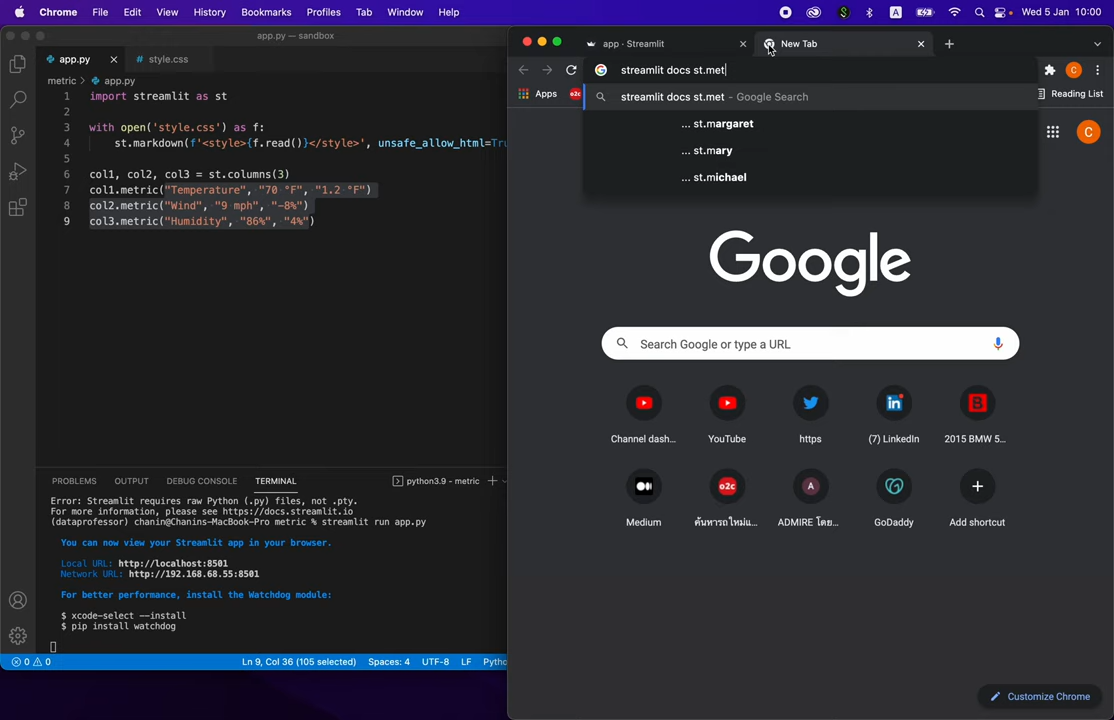 Chrome File Edit View History Bookmarks Profiles Tab Window Help A Wed 5 Jan 10:00
app.py — sandbox
app.py style.css
metric > app.py
1 import streamlit as st
2
3 with open('style.css') as f:
4 st.markdown(f'<style>{f.read()}</style>', unsafe_allow_html=Tru
5
6 col1, col2, col3 = st.columns(3)
7 col1.metric("Temperature", "70 °F", "1.2 °F")
8 col2.metric("Wind", "9 mph", "-8%")
9 col3.metric("Humidity", "86%", "4%")
PROBLEMS OUTPUT DEBUG CONSOLE TERMINAL python3.9 - metric
Error: Streamlit requires raw Python (.py) files, not .pty.
For more information, please see https://docs.streamlit.io
(dataprofessor) chanin@Chanins-MacBook-Pro metric % streamlit run app.py
You can now view your Streamlit app in your browser.
Local URL: http://localhost:8501
Network URL: http://192.168.68.55:8501
For better performance, install the Watchdog module:
$ xcode-select --install
$ pip install watchdog
0 0 Ln 9, Col 36 (105 selected) Spaces: 4 UTF-8 LF Pytho
app · Streamlit New Tab
streamlit docs st.met
Apps o2c Reading List
streamlit docs st.met - Google Search
... st.margaret
... st.mary
... st.michael
C
Google
Search Google or type a URL
Channel dash... YouTube https (7) LinkedIn 2015 BMW 5...
o2c A
Medium ค้นหารถใหม่แ... ADMIRE โดย... GoDaddy Add shortcut
Customize Chrome